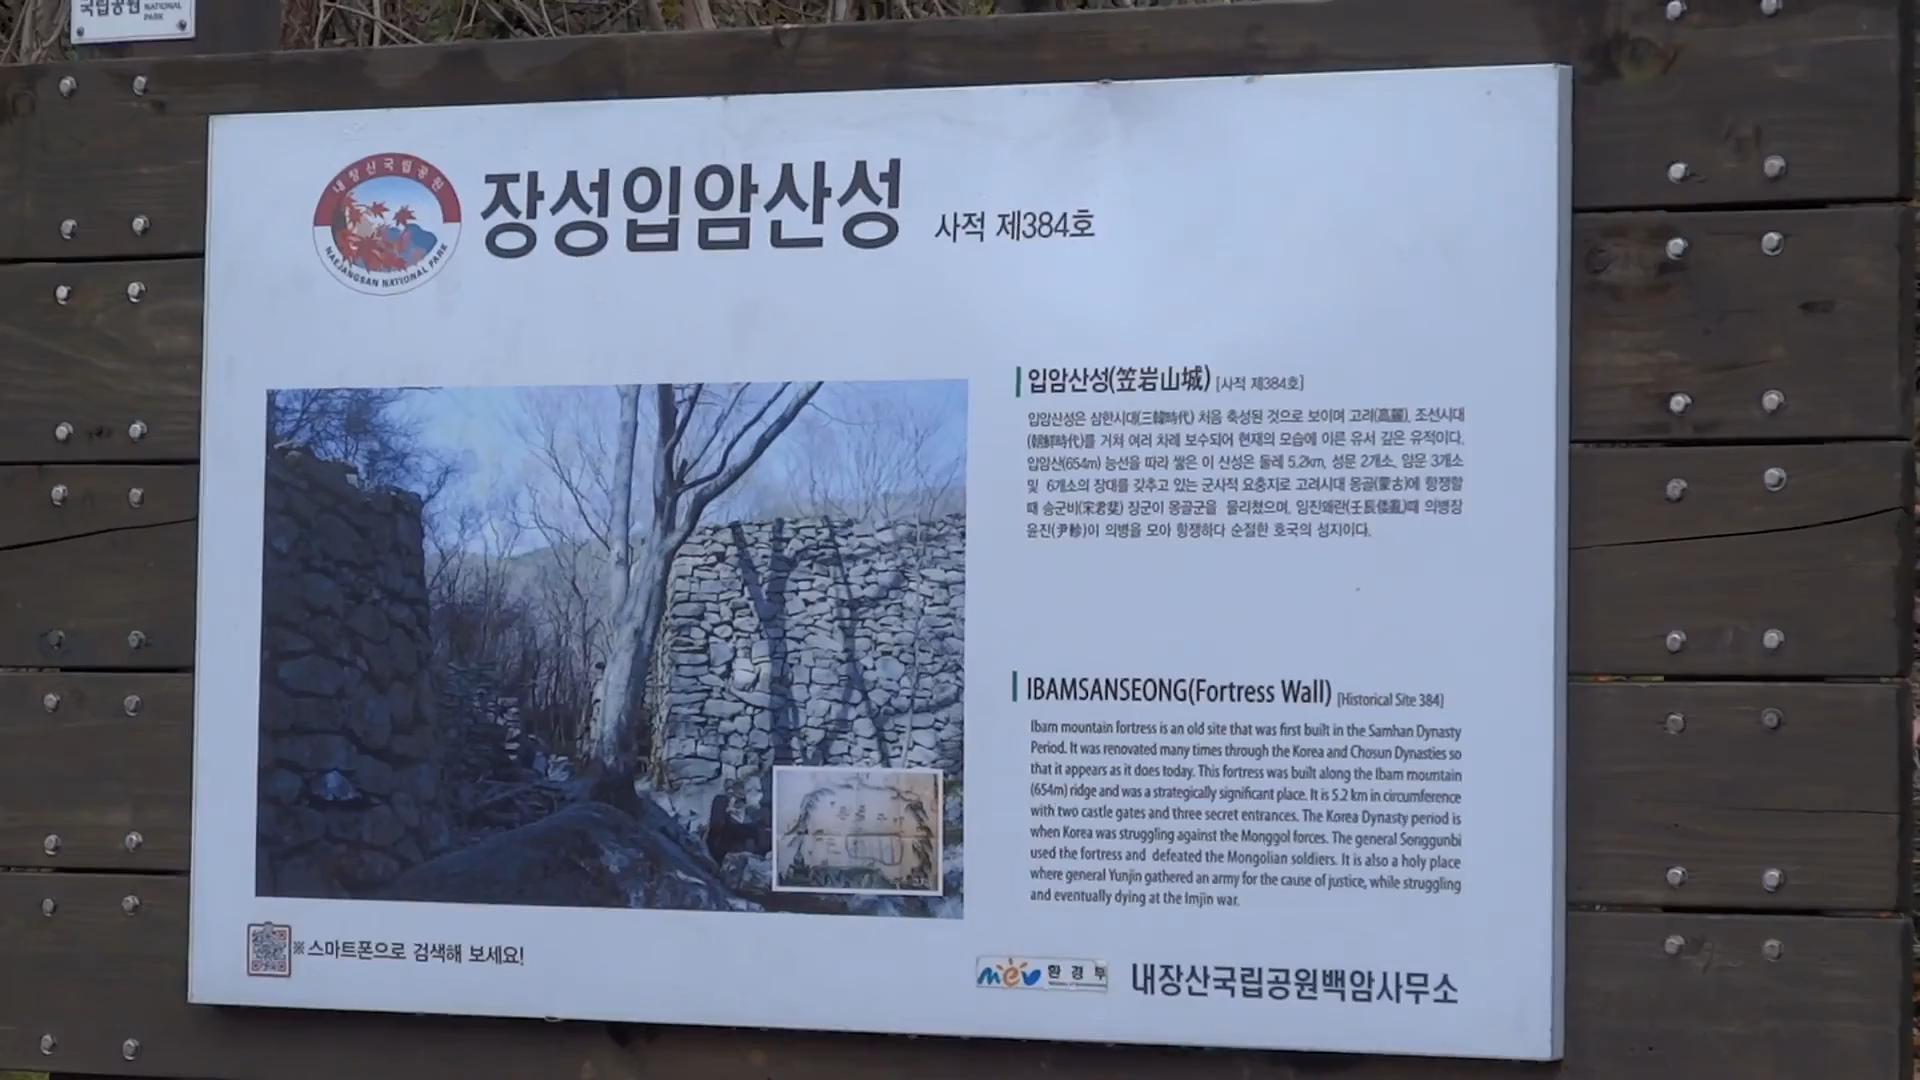 국립공원 NATIONAL PARK
내장산국립공원
NAEJANGSAN NATIONAL PARK
장성입암산성 사적 제384호
입암산성(笠岩山城) [사적 제384호]
입암산성은 삼한시대(三韓時代) 처음 축성된 것으로 보이며 고려(高麗), 조선시대
(朝鮮時代)를 거쳐 여러 차례 보수되어 현재의 모습에 이른 유서 깊은 유적이다.
입암산(654m) 능선을 따라 쌓은 이 산성은 둘레 5.2km, 성문 2개소, 암문 3개소
및 6개소의 장대를 갖추고 있는 군사적 요충지로 고려시대 몽골(蒙古)에 항쟁할
때 송군비(宋君斐) 장군이 몽골군을 물리쳤으며, 임진왜란(壬辰倭亂)때 의병장
윤진(尹軫)이 의병을 모아 항쟁하다 순절한 호국의 성지이다.
IBAMSANSEONG(Fortress Wall) [Historical Site 384]
Ibam mountain fortress is an old site that was first built in the Samhan Dynasty
Period. It was renovated many times through the Korea and Chosun Dynasties so
that it appears as it does today. This fortress was built along the Ibam mountain
(654m) ridge and was a strategically significant place. It is 5.2 km in circumference
with two castle gates and three secret entrances. The Korea Dynasty period is
when Korea was struggling against the Monggol forces. The general Songgunbi
used the fortress and defeated the Mongolian soldiers. It is also a holy place
where general Yunjin gathered an army for the cause of justice, while struggling
and eventually dying at the Imjin war.
※스마트폰으로 검색해 보세요!
mev 환경부
내장산국립공원백암사무소